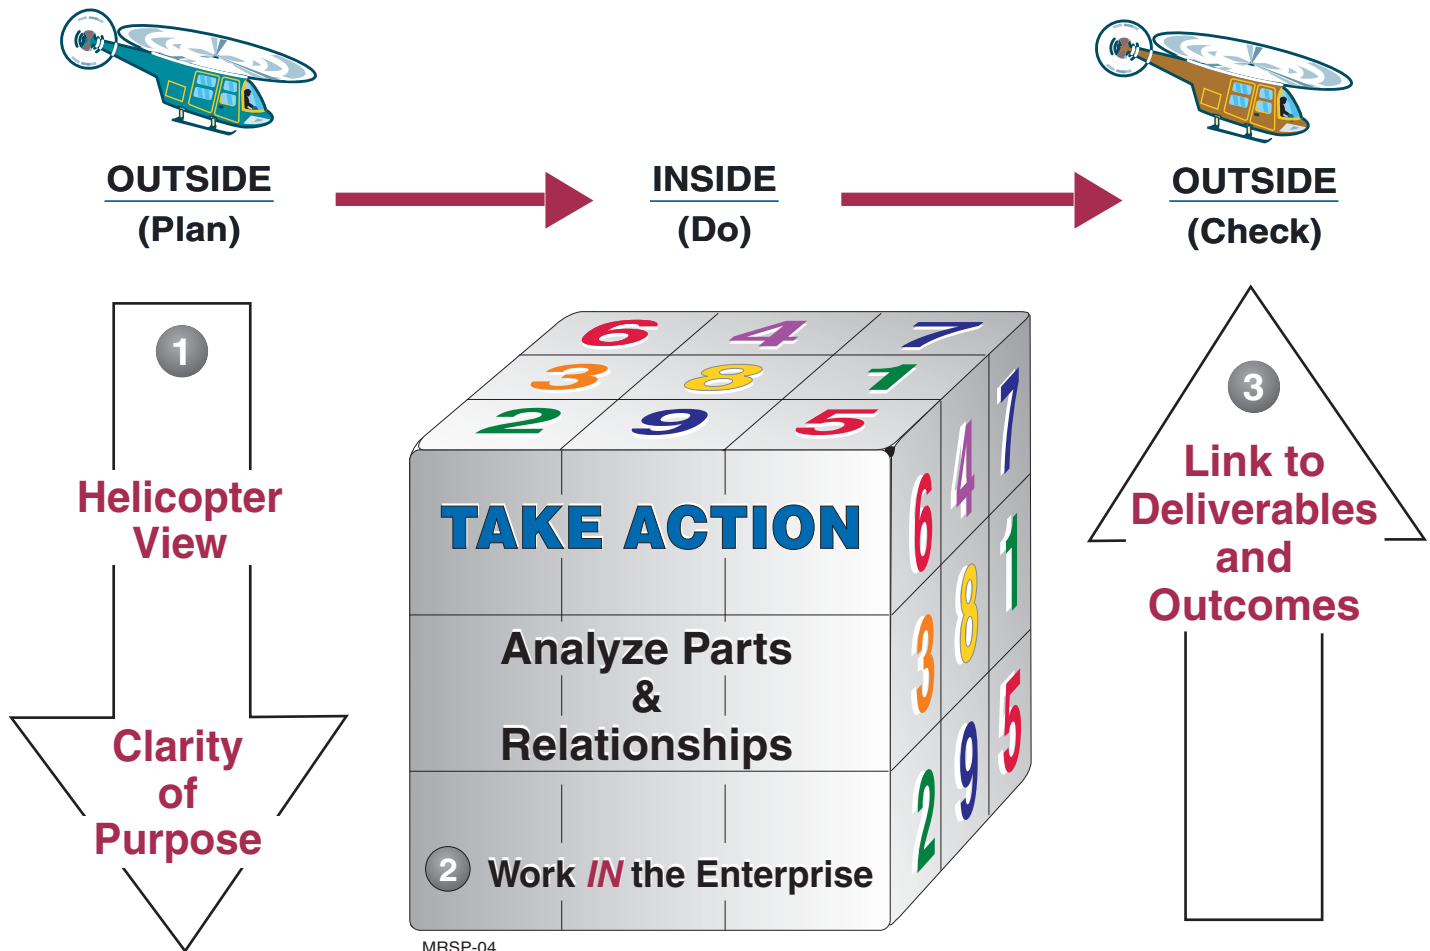 OUTSIDE
(Plan)
INSIDE
(Do)
OUTSIDE
(Check)
1
Helicopter
View
Clarity
of
Purpose
6 4 7
3 8 1
2 9 5
TAKE ACTION
Analyze Parts
&
Relationships
2 Work IN the Enterprise
6 4 7
3 8 1
2 9 5
3
Link to
Deliverables
and
Outcomes
MRSP-04